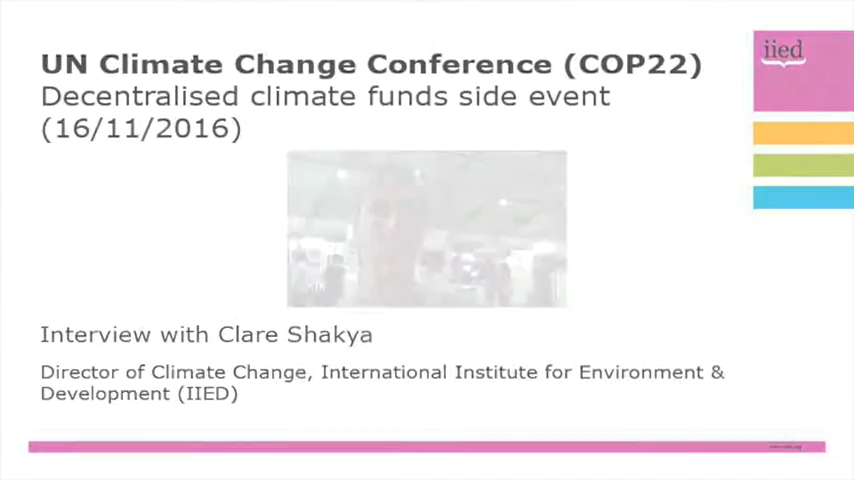 UN Climate Change Conference (COP22)
Decentralised climate funds side event
(16/11/2016)
iied
Interview with Clare Shakya
Director of Climate Change, International Institute for Environment &
Development (IIED)